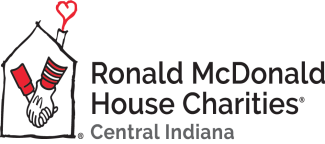 Ronald McDonald
House Charities®
® Central Indiana